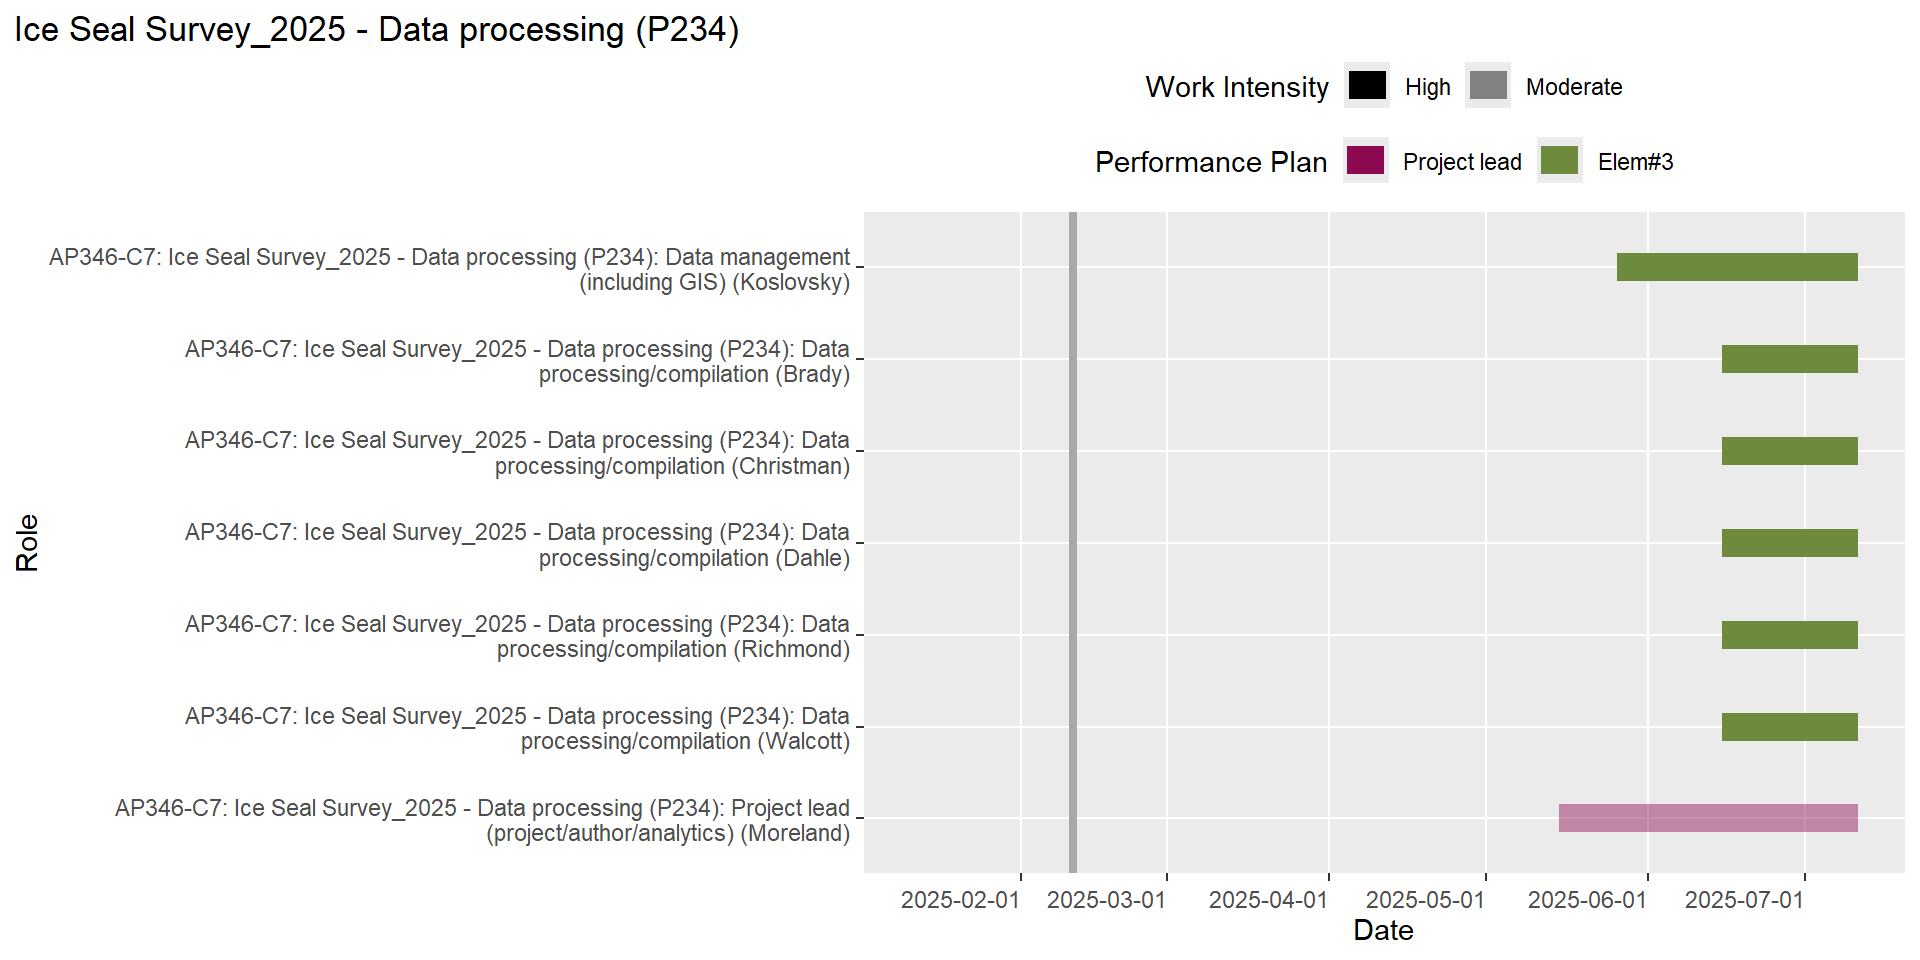 Ice Seal Survey_2025 - Data processing (P234)
Work Intensity High Moderate
Performance Plan Project lead Elem#3
AP346-C7: Ice Seal Survey_2025 - Data processing (P234): Data management
(including GIS) (Koslovsky)
AP346-C7: Ice Seal Survey_2025 - Data processing (P234): Data
processing/compilation (Brady)
AP346-C7: Ice Seal Survey_2025 - Data processing (P234): Data
processing/compilation (Christman)
AP346-C7: Ice Seal Survey_2025 - Data processing (P234): Data
processing/compilation (Dahle)
AP346-C7: Ice Seal Survey_2025 - Data processing (P234): Data
processing/compilation (Richmond)
AP346-C7: Ice Seal Survey_2025 - Data processing (P234): Data
processing/compilation (Walcott)
AP346-C7: Ice Seal Survey_2025 - Data processing (P234): Project lead
(project/author/analytics) (Moreland)
Role
2025-02-01 2025-03-01 2025-04-01 2025-05-01 2025-06-01 2025-07-01
Date